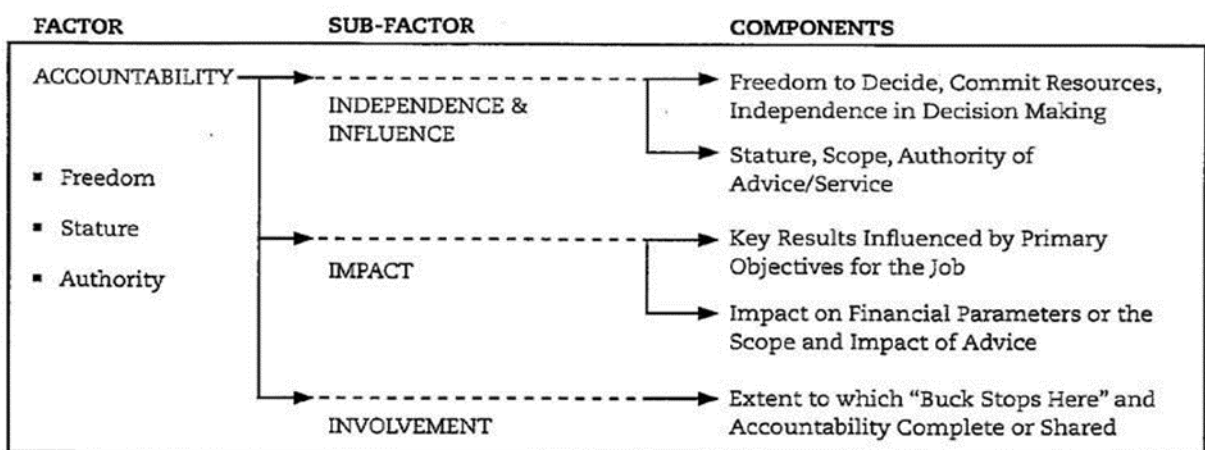 FACTOR SUB-FACTOR COMPONENTS
ACCOUNTABILITY
▪ Freedom
▪ Stature
▪ Authority
INDEPENDENCE &
INFLUENCE
Freedom to Decide, Commit Resources,
Independence in Decision Making
Stature, Scope, Authority of
Advice/Service
IMPACT
Key Results Influenced by Primary
Objectives for the Job
Impact on Financial Parameters or the
Scope and Impact of Advice
INVOLVEMENT
Extent to which “Buck Stops Here” and
Accountability Complete or Shared